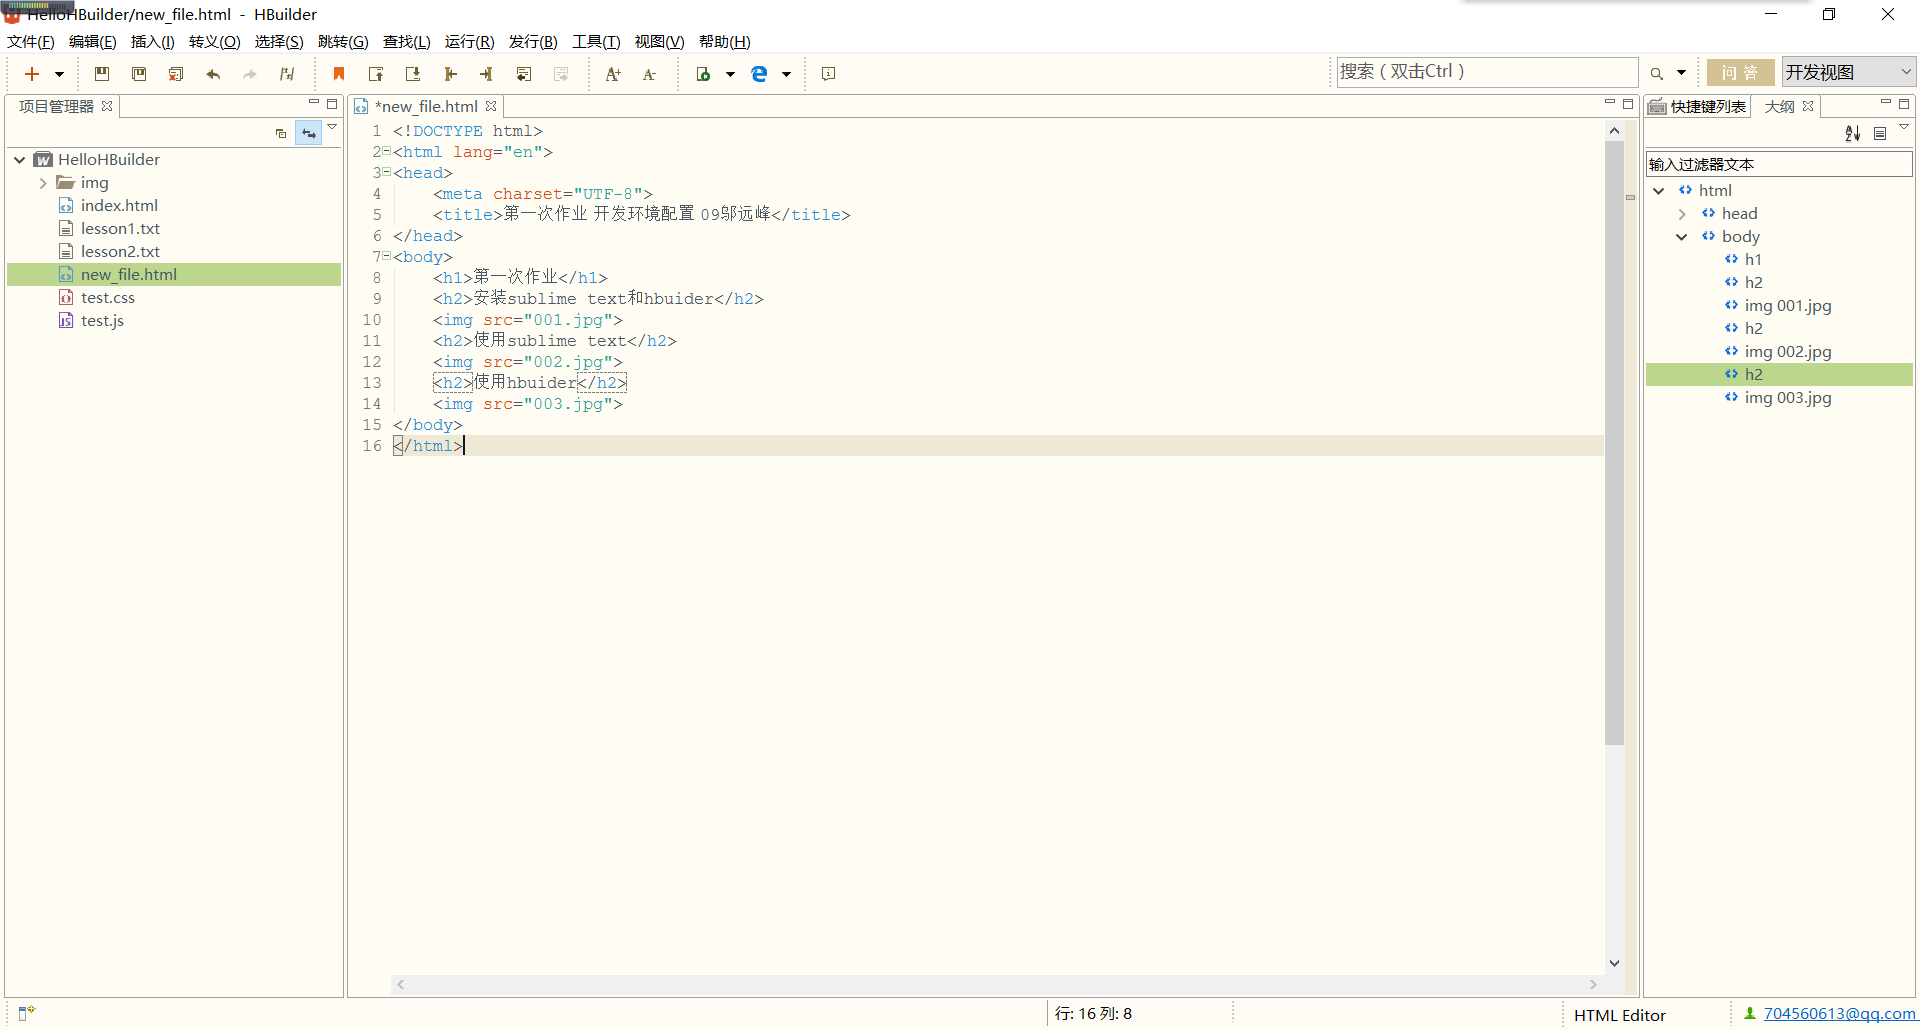 HelloHBuilder/new_file.html - HBuilder
文件(F) 编辑(E) 插入(I) 转义(O) 选择(S) 跳转(G) 查找(L) 运行(R) 发行(B) 工具(T) 视图(V) 帮助(H)
搜索（双击Ctrl）
问 答
开发视图
项目管理器
HelloHBuilder
img
index.html
lesson1.txt
lesson2.txt
new_file.html
test.css
test.js
*new_file.html
1 <!DOCTYPE html>
2 <html lang="en">
3 <head>
4 <meta charset="UTF-8">
5 <title>第一次作业 开发环境配置 09邬远峰</title>
6 </head>
7 <body>
8 <h1>第一次作业</h1>
9 <h2>安装sublime text和hbuider</h2>
10 <img src="001.jpg">
11 <h2>使用sublime text</h2>
12 <img src="002.jpg">
13 <h2>使用hbuider</h2>
14 <img src="003.jpg">
15 </body>
16 </html>
快捷键列表 大纲
输入过滤器文本
html
head
body
h1
h2
img 001.jpg
h2
img 002.jpg
h2
img 003.jpg
行: 16 列: 8
HTML Editor
704560613@qq.com